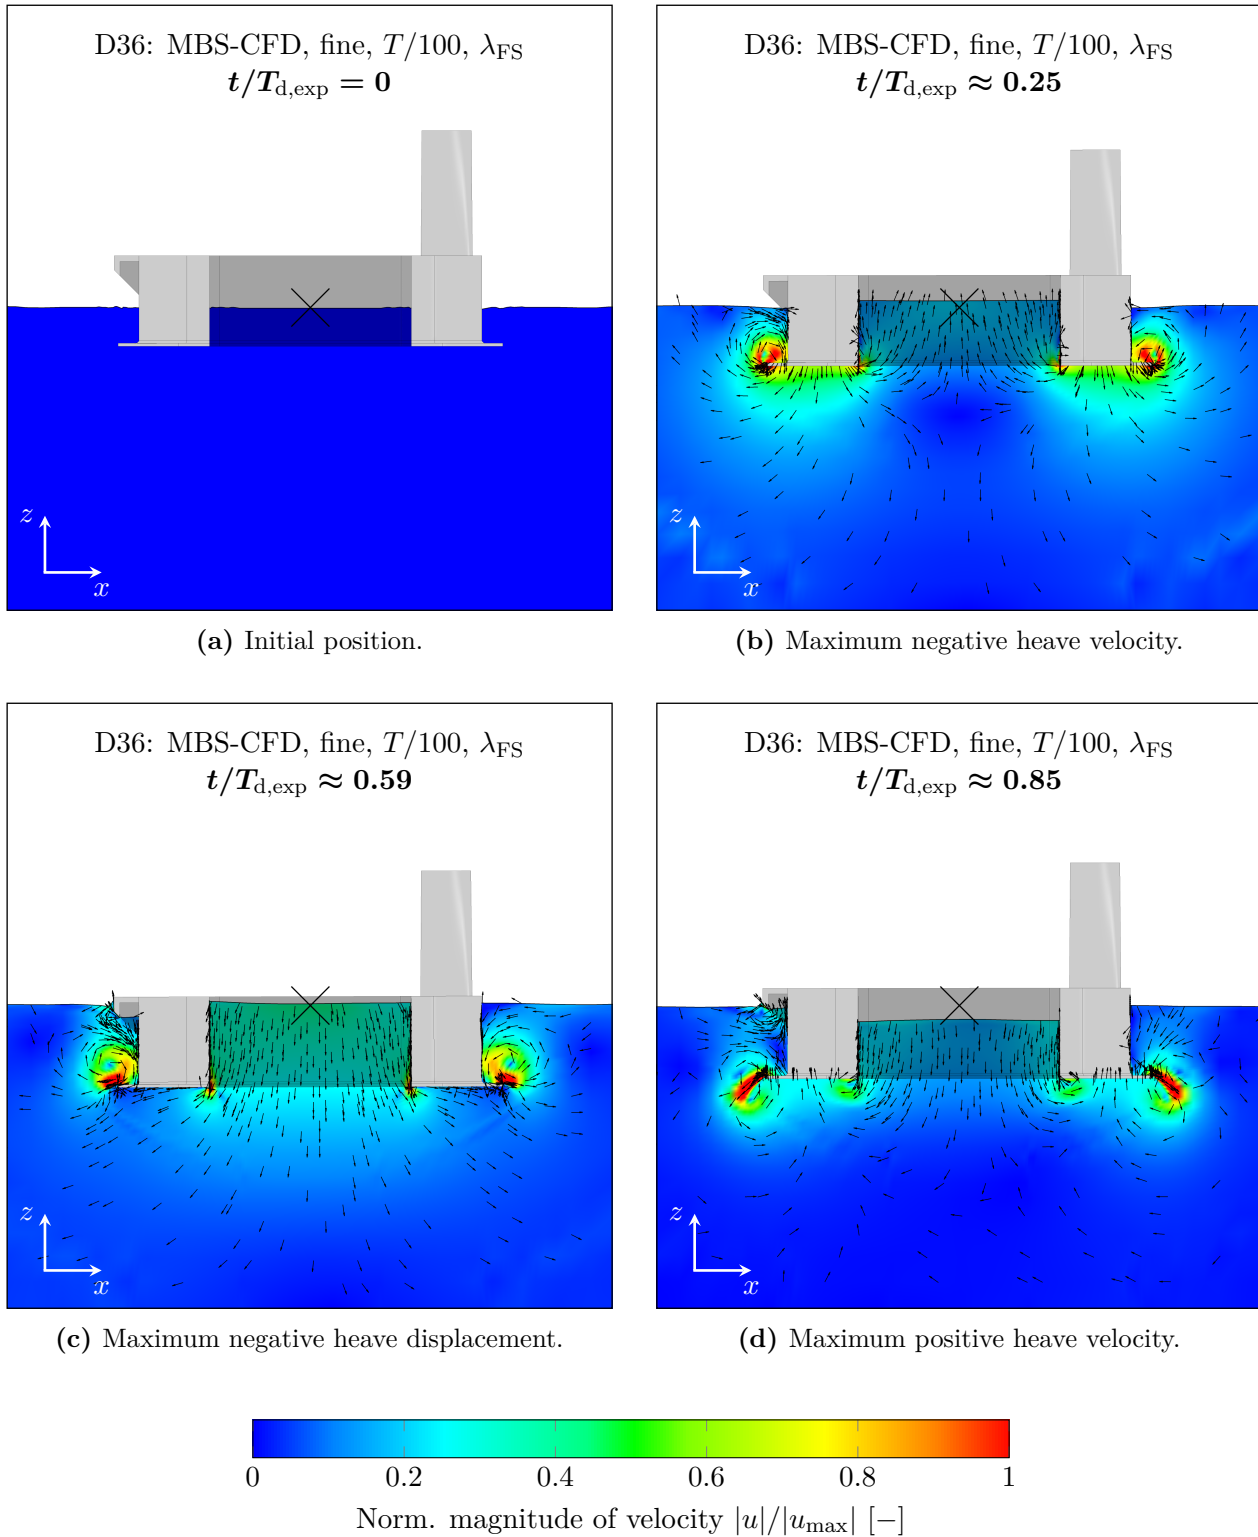 D36: MBS-CFD, fine, T/100, λFS
t/Td,exp = 0
z
x
(a) Initial position.
D36: MBS-CFD, fine, T/100, λFS
t/Td,exp ≈ 0.25
z
x
(b) Maximum negative heave velocity.
D36: MBS-CFD, fine, T/100, λFS
t/Td,exp ≈ 0.59
z
x
(c) Maximum negative heave displacement.
D36: MBS-CFD, fine, T/100, λFS
t/Td,exp ≈ 0.85
z
x
(d) Maximum positive heave velocity.
0 0.2 0.4 0.6 0.8 1
Norm. magnitude of velocity |u|/|umax| [−]